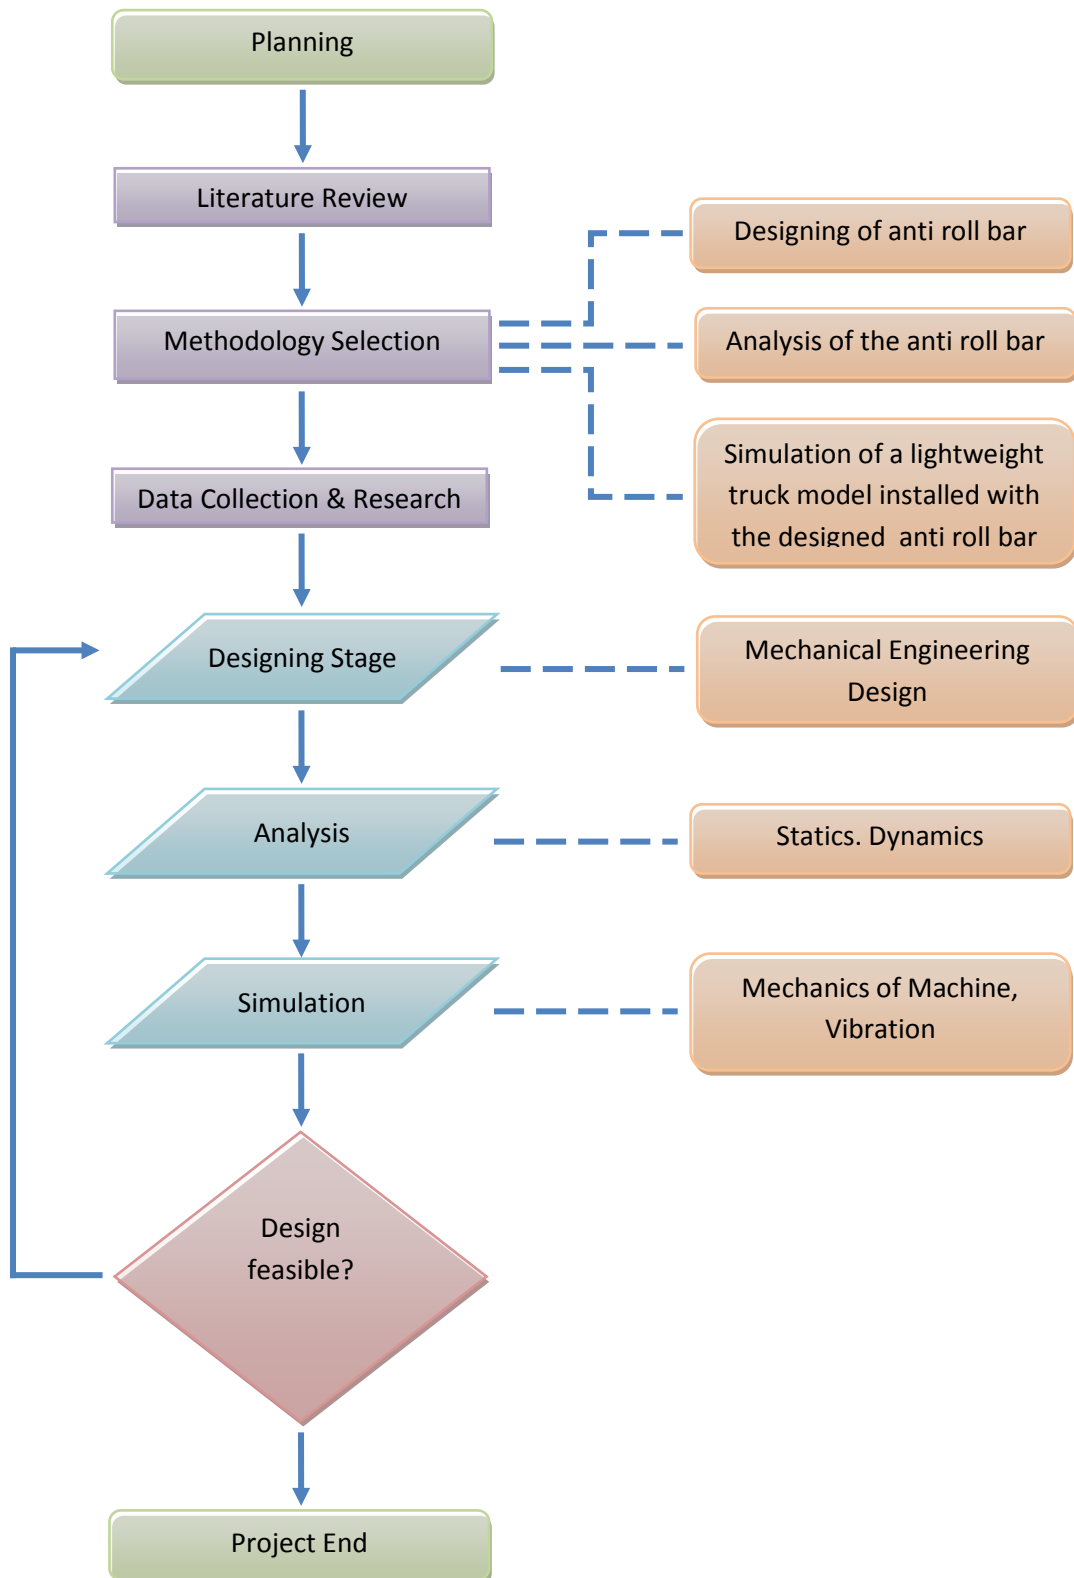 Planning
Literature Review
Designing of anti roll bar
Methodology Selection
Analysis of the anti roll bar
Simulation of a lightweight
truck model installed with
the designed  anti roll bar
Data Collection & Research
Designing Stage
Mechanical Engineering
Design
Analysis
Statics. Dynamics
Simulation
Mechanics of Machine,
Vibration
Design
feasible?
Project End